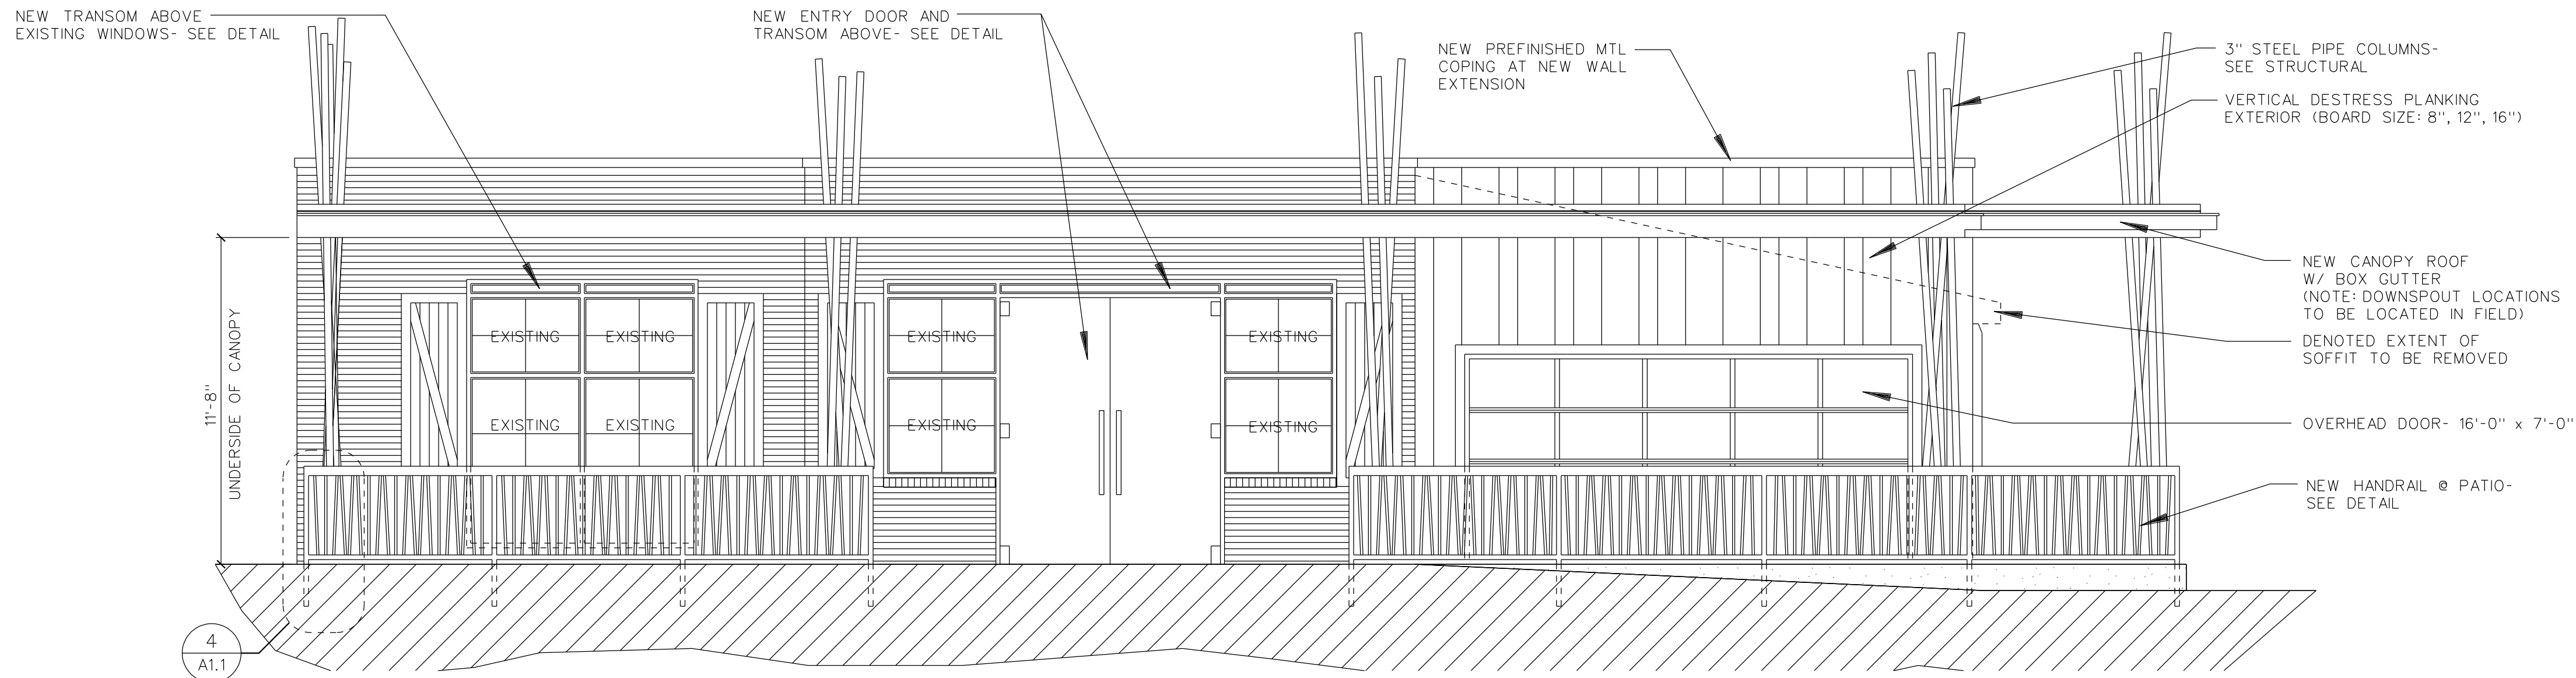 NEW TRANSOM ABOVE
EXISTING WINDOWS- SEE DETAIL
NEW ENTRY DOOR AND
TRANSOM ABOVE- SEE DETAIL
NEW PREFINISHED MTL
COPING AT NEW WALL
EXTENSION
3" STEEL PIPE COLUMNS-
SEE STRUCTURAL
VERTICAL DESTRESS PLANKING
EXTERIOR (BOARD SIZE: 8", 12", 16")
NEW CANOPY ROOF
W/ BOX GUTTER
(NOTE: DOWNSPOUT LOCATIONS
TO BE LOCATED IN FIELD)
DENOTED EXTENT OF
SOFFIT TO BE REMOVED
OVERHEAD DOOR- 16'-0" x 7'-0"
NEW HANDRAIL @ PATIO-
SEE DETAIL
11'-8"
UNDERSIDE OF CANOPY
EXISTING
EXISTING
EXISTING
EXISTING
EXISTING
EXISTING
EXISTING
EXISTING
4
A1.1